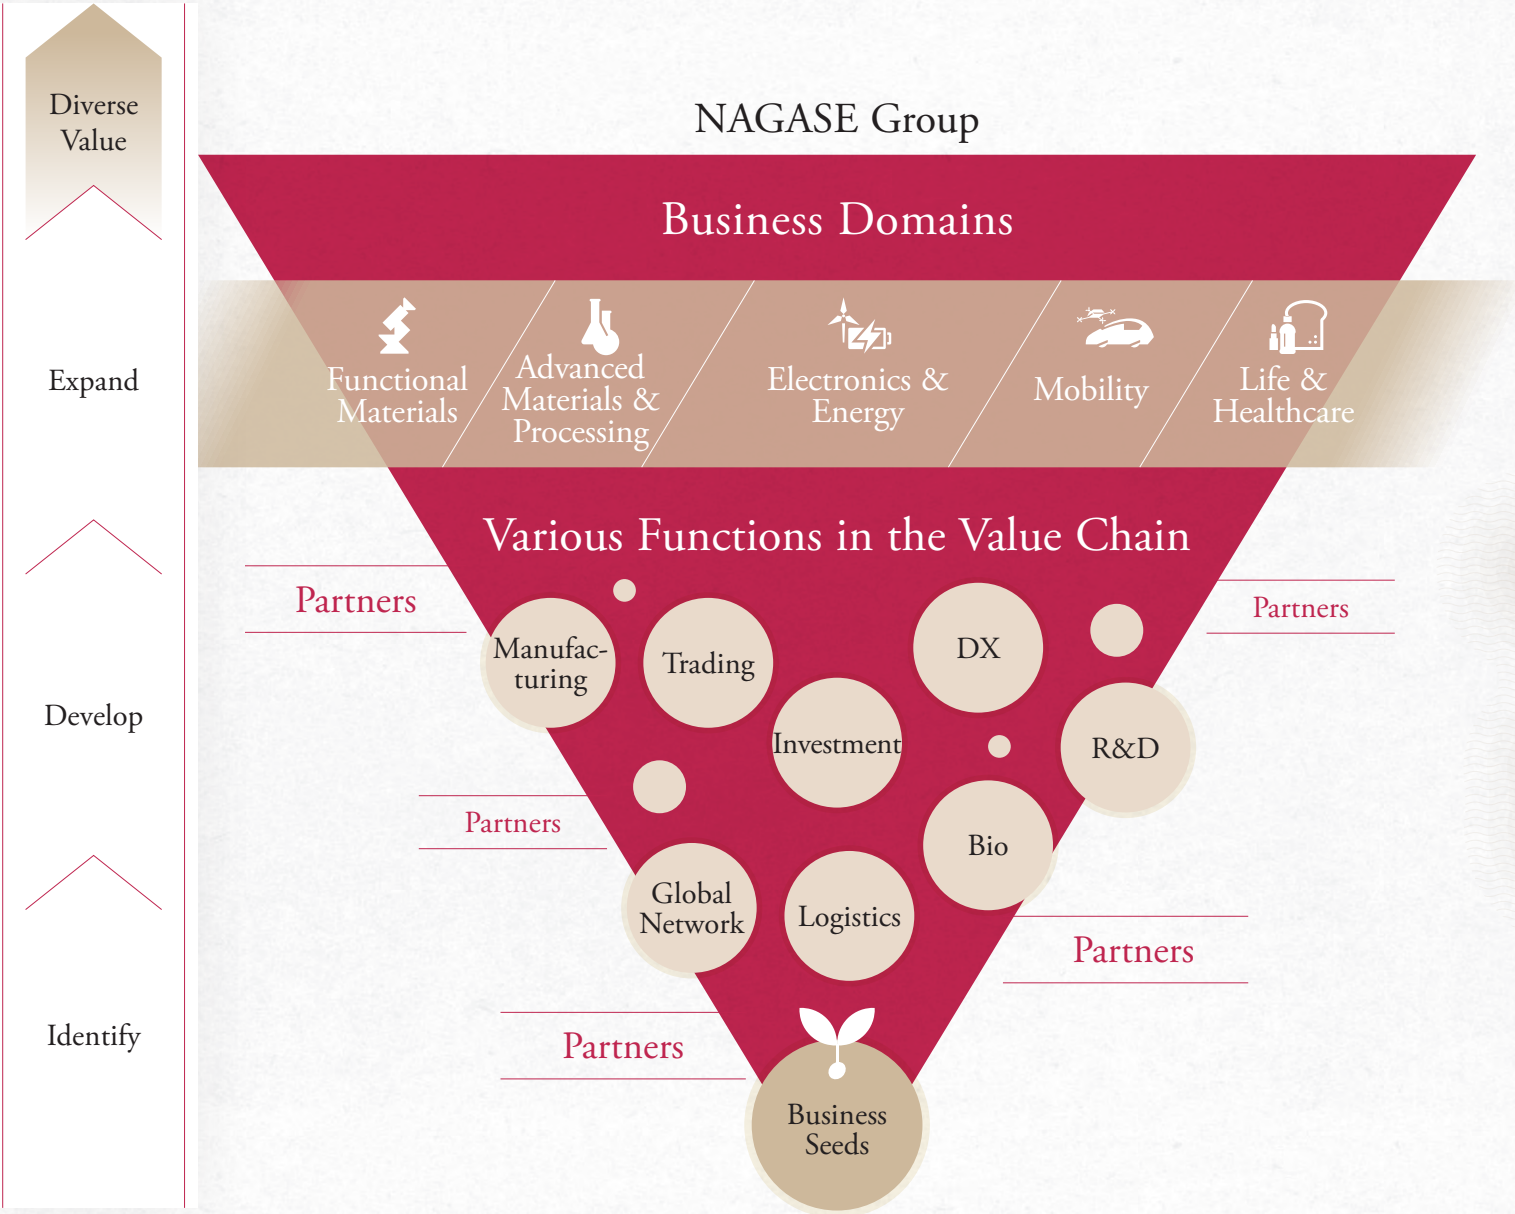 Diverse
Value
Expand
Develop
Identify
NAGASE Group
Business Domains
Functional
Materials
Advanced
Materials &
Processing
Electronics &
Energy
Mobility
Life &
Healthcare
Various Functions in the Value Chain
Partners
Partners
Manufac-
turing
Trading
DX
Investment
R&D
Partners
Bio
Global
Network
Logistics
Partners
Partners
Business
Seeds